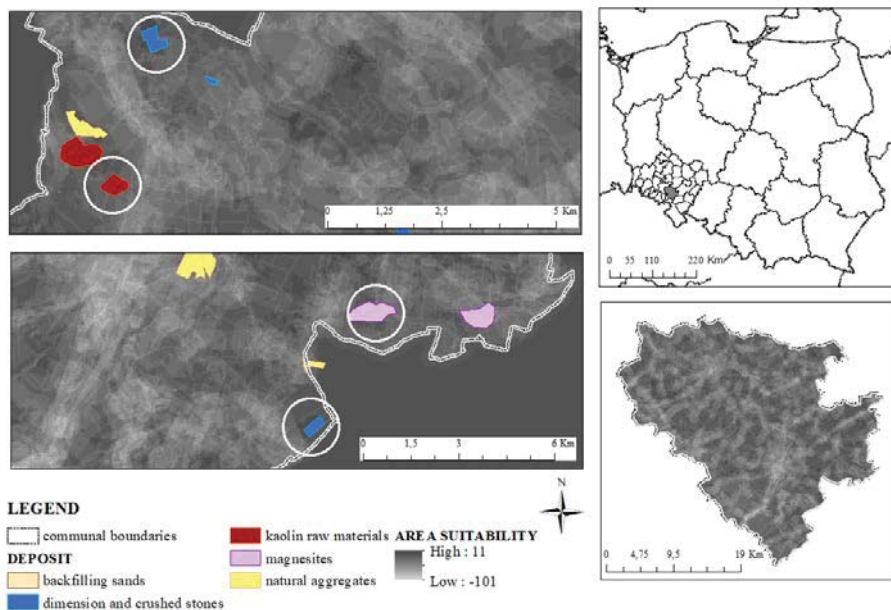 0 1,25 2,5 5 Km
0 55 110 220 Km
0 1,5 3 6 Km
0 4,75 9,5 19 Km
N
LEGEND
communal boundaries
DEPOSIT
backfilling sands
dimension and crushed stones
kaolin raw materials
magnesites
natural aggregates
AREA SUITABILITY
High : 11
Low : -101